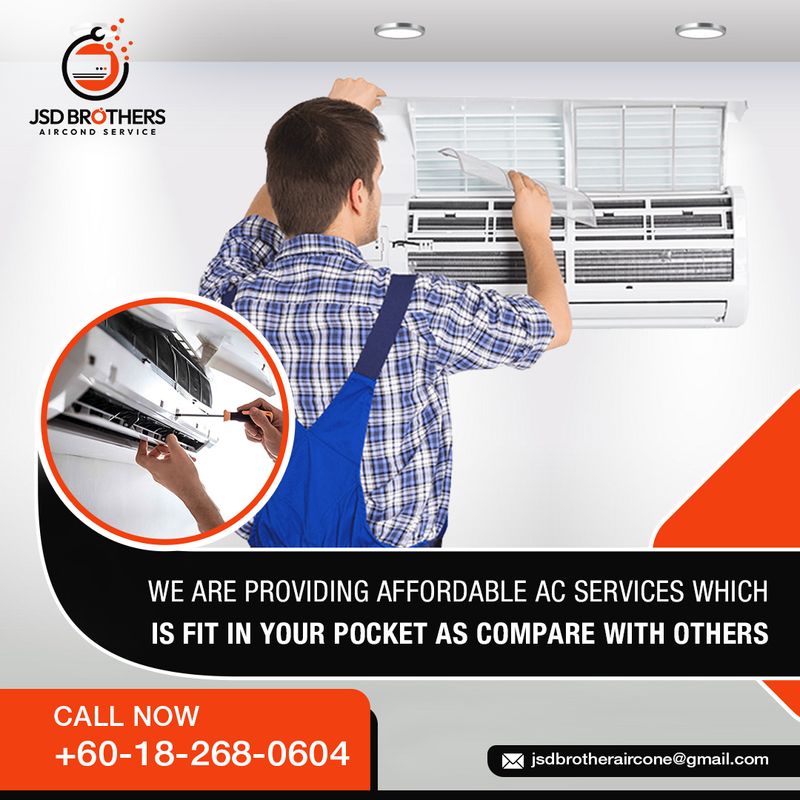 JSD BROTHERS
AIRCOND SERVICE
WE ARE PROVIDING AFFORDABLE AC SERVICES WHICH
IS FIT IN YOUR POCKET AS COMPARE WITH OTHERS
CALL NOW
+60-18-268-0604
jsdbrotheraircone@gmail.com